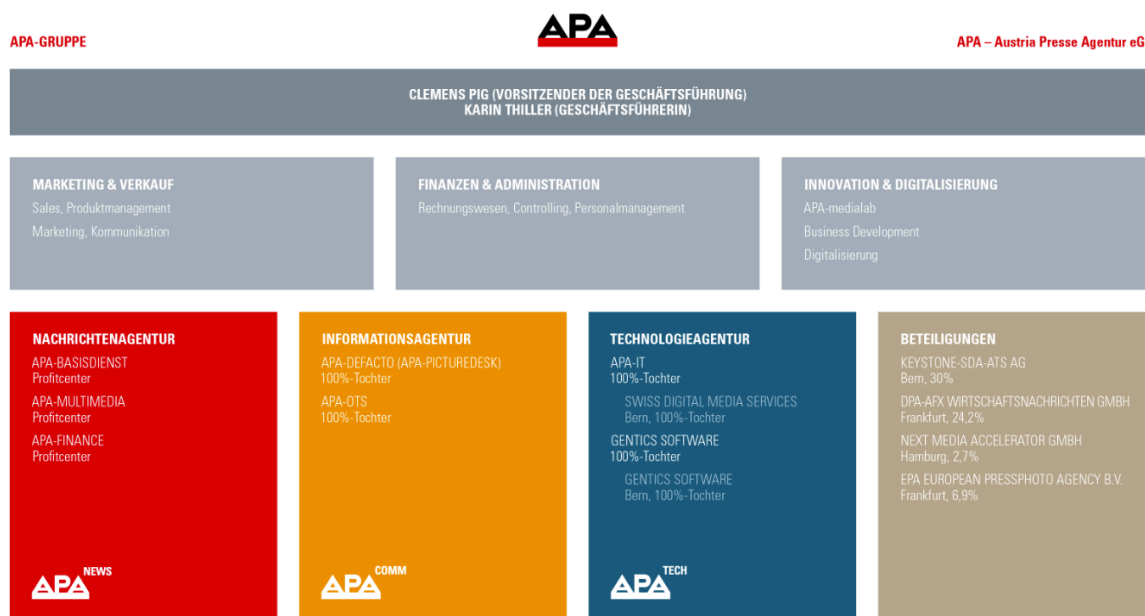 APA
APA-GRUPPE
APA – Austria Presse Agentur eG
CLEMENS PIG (VORSITZENDER DER GESCHÄFTSFÜHRUNG)
KARIN THILLER (GESCHÄFTSFÜHRERIN)
MARKETING & VERKAUF
Sales, Produktmanagement
Marketing, Kommunikation
FINANZEN & ADMINISTRATION
Rechnungswesen, Controlling, Personalmanagement
INNOVATION & DIGITALISIERUNG
APA-medialab
Business Development
Digitalisierung
NACHRICHTENAGENTUR
APA-BASISDIENST
Profitcenter
APA-MULTIMEDIA
Profitcenter
APA-FINANCE
Profitcenter
APA NEWS
INFORMATIONSAGENTUR
APA-DEFACTO (APA-PICTUREDESK)
100%-Tochter
APA-OTS
100%-Tochter
APA COMM
TECHNOLOGIEAGENTUR
APA-IT
100%-Tochter
SWISS DIGITAL MEDIA SERVICES
Bern, 100%-Tochter
GENTICS SOFTWARE
100%-Tochter
GENTICS SOFTWARE
Bern, 100%-Tochter
APA TECH
BETEILIGUNGEN
KEYSTONE-SDA-ATS AG
Bern, 30%
DPA-AFX WIRTSCHAFTSNACHRICHTEN GMBH
Frankfurt, 24,2%
NEXT MEDIA ACCELERATOR GMBH
Hamburg, 2,7%
EPA EUROPEAN PRESSPHOTO AGENCY B.V.
Frankfurt, 6,9%